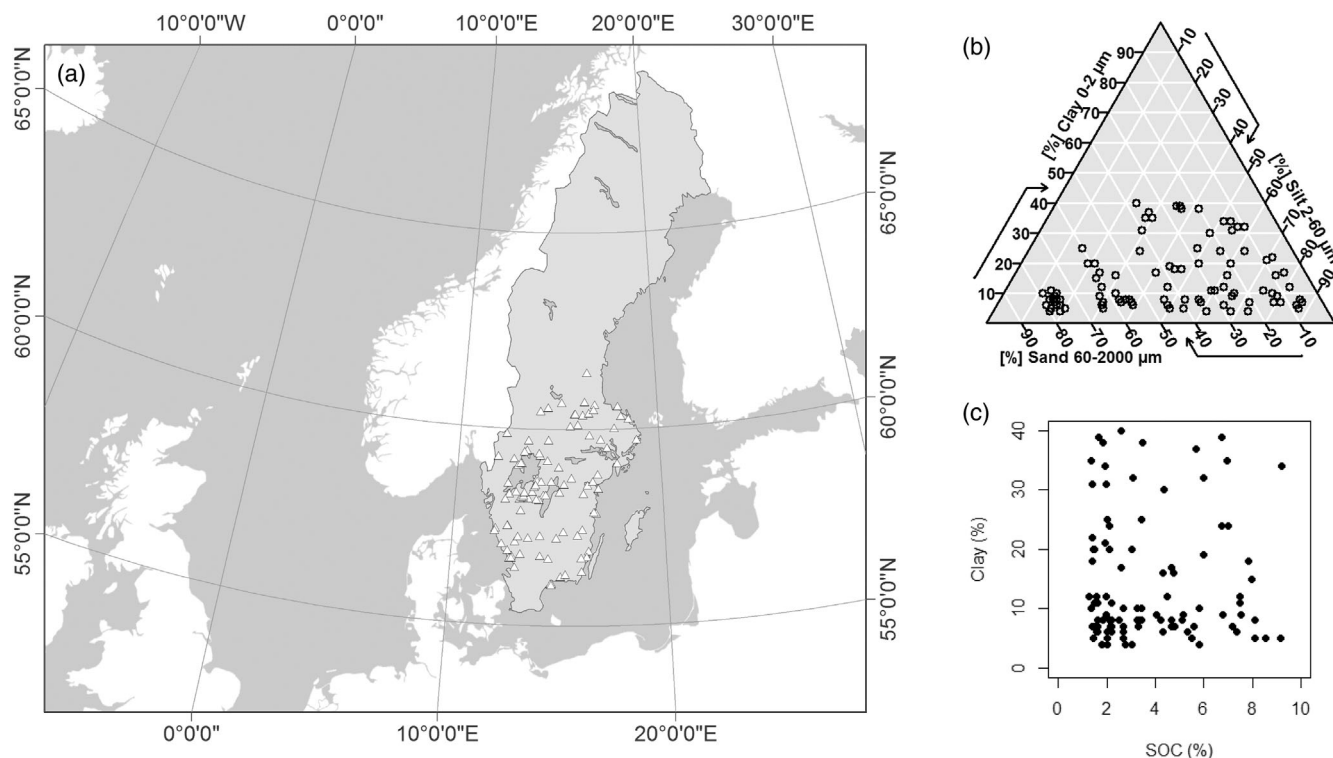 10°0'0"W 0°0'0" 10°0'0"E 20°0'0"E 30°0'0"E
(a)
65°0'0"N
60°0'0"N
55°0'0"N
65°0'0"N
60°0'0"N
55°0'0"N
0°0'0" 10°0'0"E 20°0'0"E
(b)
[%] Clay 0-2 µm
90
80
70
60
50
40
30
20
10
[%] Silt 2-60 µm
10
20
30
40
50
60
70
80
90
90 80 70 60 50 40 30 20 10
[%] Sand 60-2000 µm
(c)
Clay (%)
40
30
20
10
0
0 2 4 6 8 10
SOC (%)